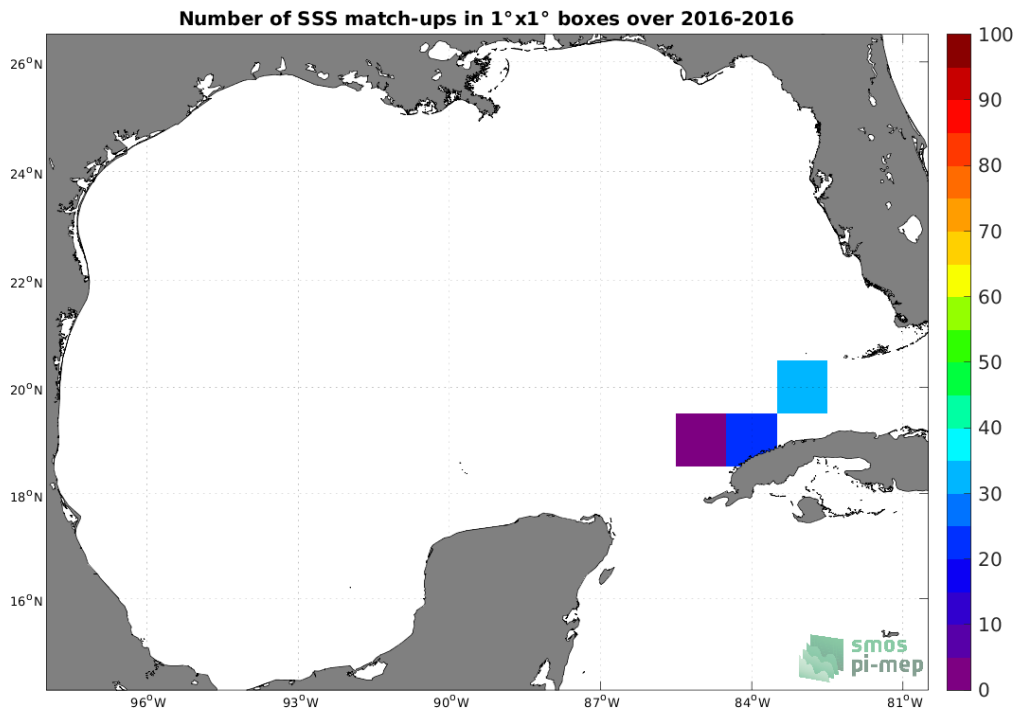 Number of SSS match-ups in 1°x1° boxes over 2016-2016
26°N
24°N
22°N
20°N
18°N
16°N
96°W
93°W
90°W
87°W
84°W
81°W
100
90
80
70
60
50
40
30
20
10
0
smos
pi-mep